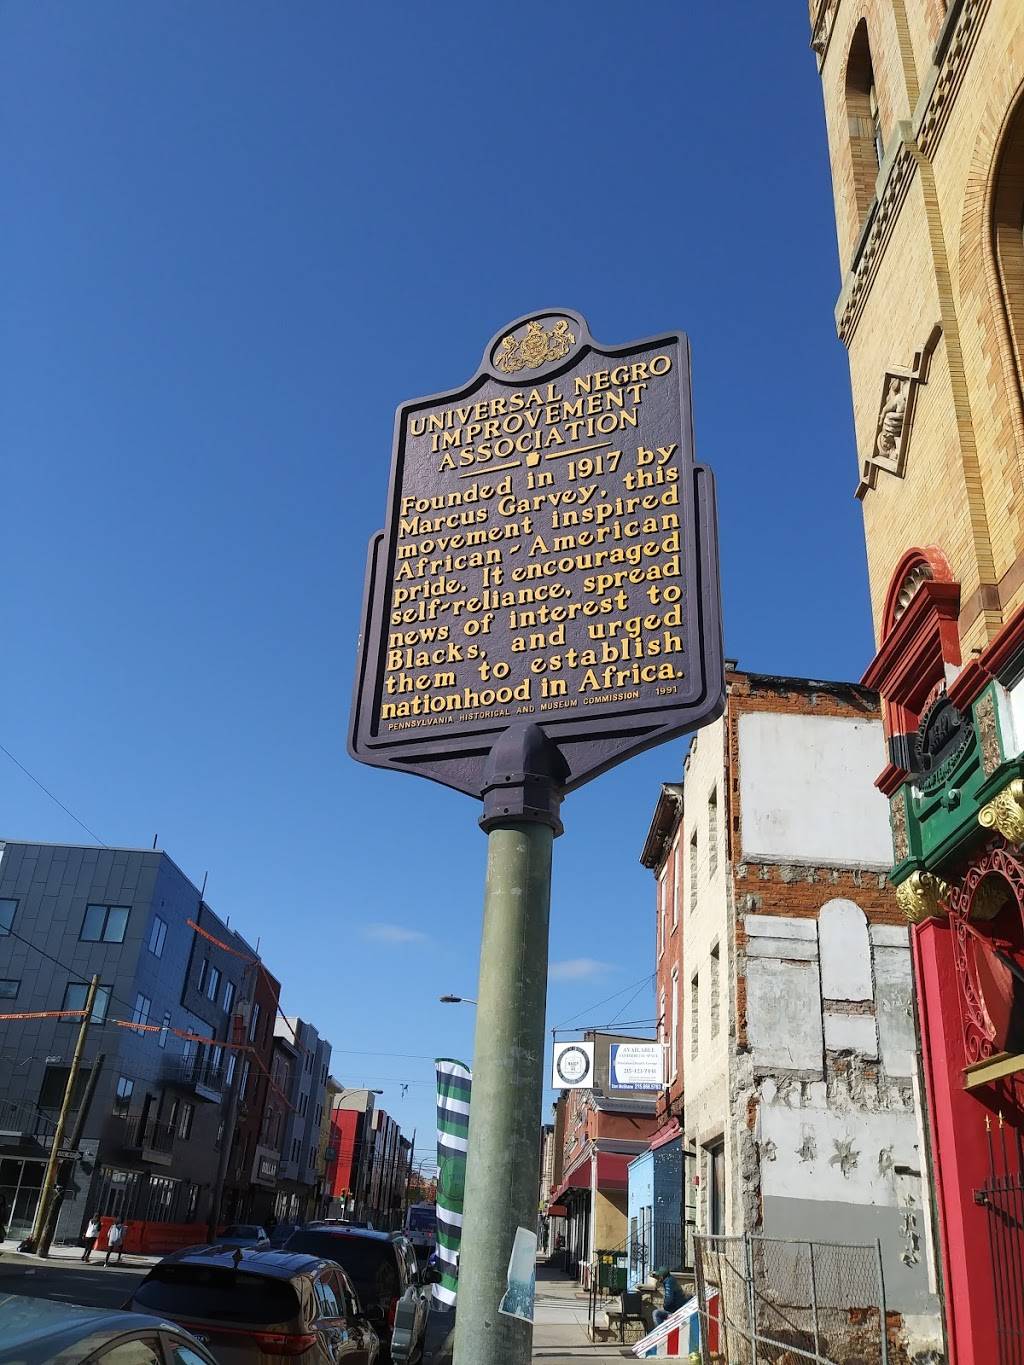 UNIVERSAL NEGRO
IMPROVEMENT
ASSOCIATION
Founded in 1917 by
Marcus Garvey, this
movement inspired
African-American
pride. It encouraged
self-reliance, spread
news of interest to
Blacks, and urged
them to establish
nationhood in Africa.
PENNSYLVANIA HISTORICAL AND MUSEUM COMMISSION 1991
AVAILABLE